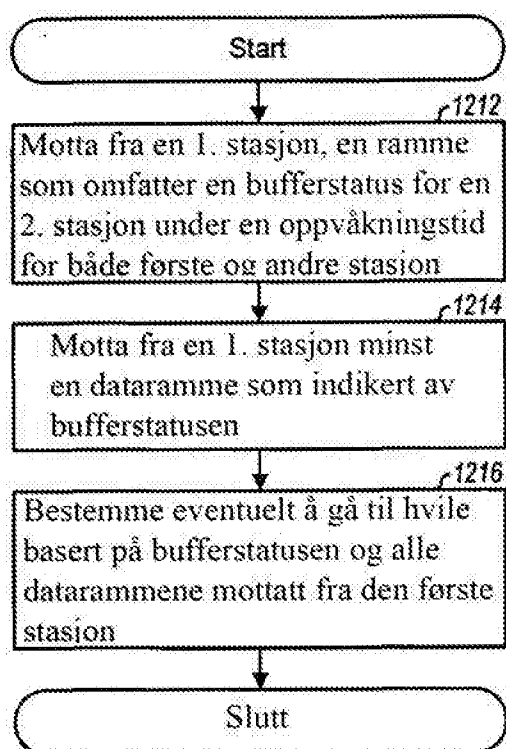 Start
1212
Motta fra en 1. stasjon, en ramme
som omfatter en bufferstatus for en
2. stasjon under en oppvåkningstid
for både første og andre stasjon
1214
Motta fra en 1. stasjon minst
en dataramme som indikert av
bufferstatusen
1216
Bestemme eventuelt å gå til hvile
basert på bufferstatusen og alle
datarammene mottatt fra den første
stasjon
Slutt